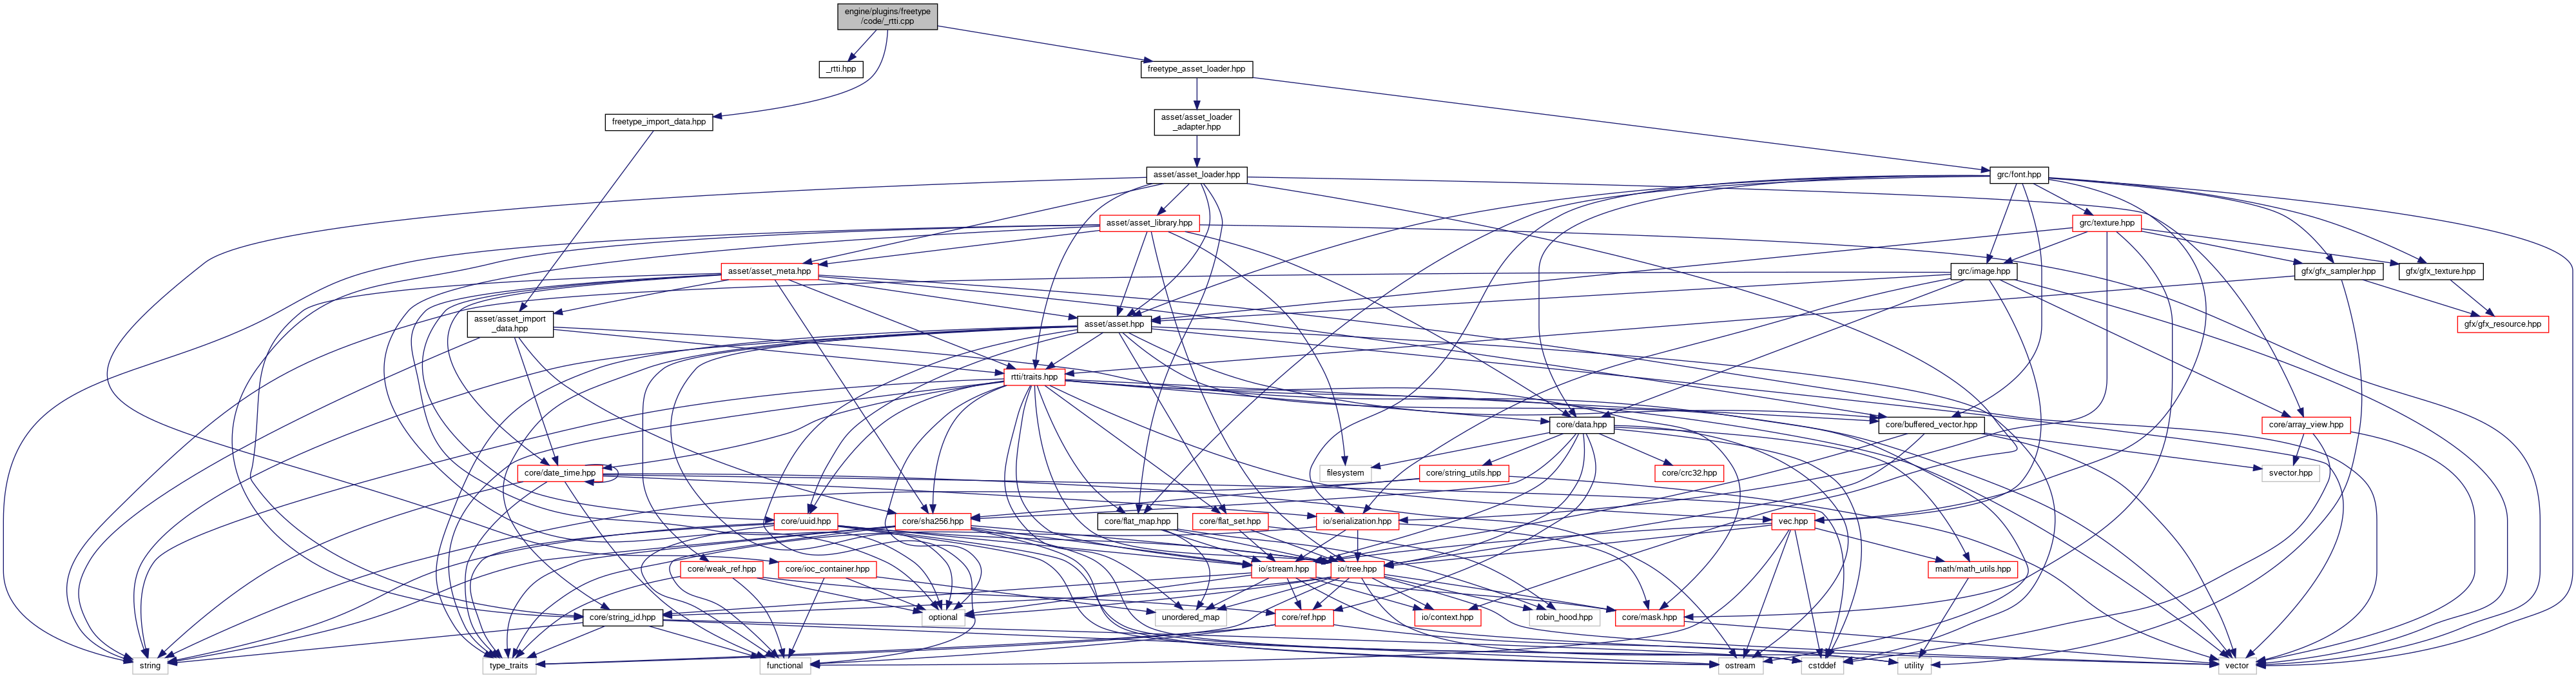 engine/plugins/freetype
/code/_rtti.cpp
_rtti.hpp
freetype_asset_loader.hpp
freetype_import_data.hpp
asset/asset_loader
_adapter.hpp
asset/asset_loader.hpp
grc/font.hpp
asset/asset_library.hpp
grc/texture.hpp
asset/asset_meta.hpp
grc/image.hpp
gfx/gfx_sampler.hpp
gfx/gfx_texture.hpp
asset/asset_import
_data.hpp
asset/asset.hpp
gfx/gfx_resource.hpp
rtti/traits.hpp
core/data.hpp
core/buffered_vector.hpp
core/array_view.hpp
core/date_time.hpp
filesystem
core/string_utils.hpp
core/crc32.hpp
svector.hpp
core/uuid.hpp
core/sha256.hpp
core/flat_map.hpp
core/flat_set.hpp
io/serialization.hpp
vec.hpp
core/weak_ref.hpp
core/ioc_container.hpp
io/stream.hpp
io/tree.hpp
math/math_utils.hpp
core/string_id.hpp
optional
unordered_map
core/ref.hpp
io/context.hpp
robin_hood.hpp
core/mask.hpp
string
type_traits
functional
ostream
cstddef
utility
vector